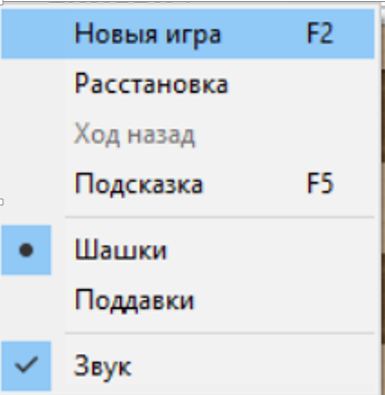 Новыя игра F2
Расстановка
Ход назад
Подсказка F5
Шашки
Поддавки
Звук